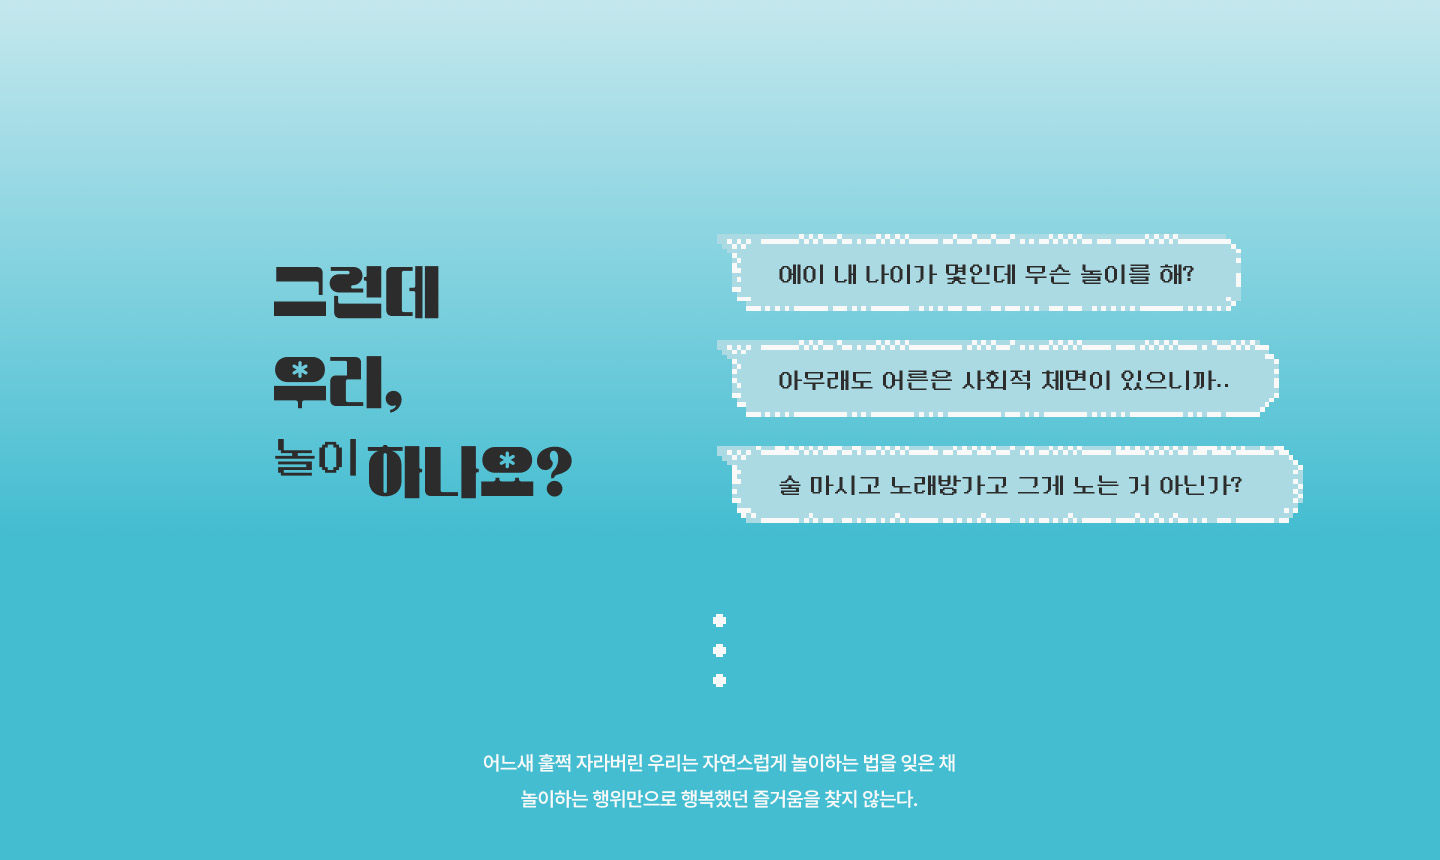 그런데
우리,
놀이 하나요?
에이 내 나이가 몇인데 무슨 놀이를 해?
아무래도 어른은 사회적 체면이 있으니까..
술 마시고 노래방가고 그게 노는 거 아닌가?
어느새 훌쩍 자라버린 우리는 자연스럽게 놀이하는 법을 잊은 채
놀이하는 행위만으로 행복했던 즐거움을 찾지 않는다.